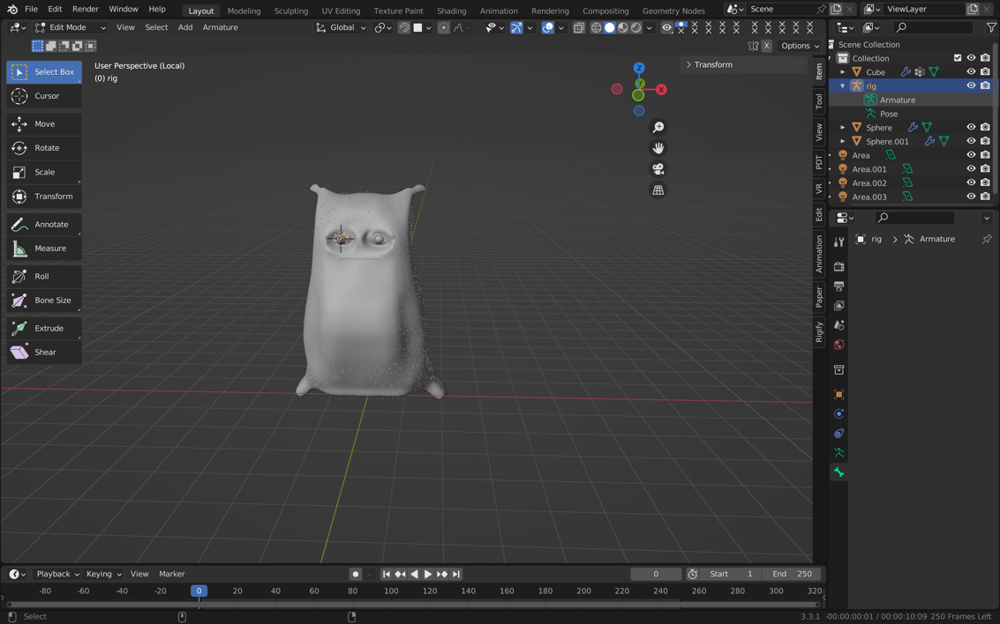 File Edit Render Window Help Layout Modeling Sculpting UV Editing Texture Paint Shading Animation Rendering Compositing Geometry Nodes Scene ViewLayer
Edit Mode View Select Add Armature Global
X Options
User Perspective (Local)
(0) rig
Select Box
Cursor
Move
Rotate
Scale
Transform
Annotate
Measure
Roll
Bone Size
Extrude
Shear
Transform
Z
Y
X
Item
Tool
View
PDT
VR
Edit
Animation
Paper
Rigify
Scene Collection
Collection
Cube
rig
Armature
Pose
Sphere
Sphere.001
Area
Area.001
Area.002
Area.003
rig Armature
Playback Keying View Marker 0 Start 1 End 250
-80 -60 -40 -20 0 20 40 60 80 100 120 140 160 180 200 220 240 260 280 300 320
Select 3.3.1 -00:00:00:01 / 00:00:10:09 250 Frames Left